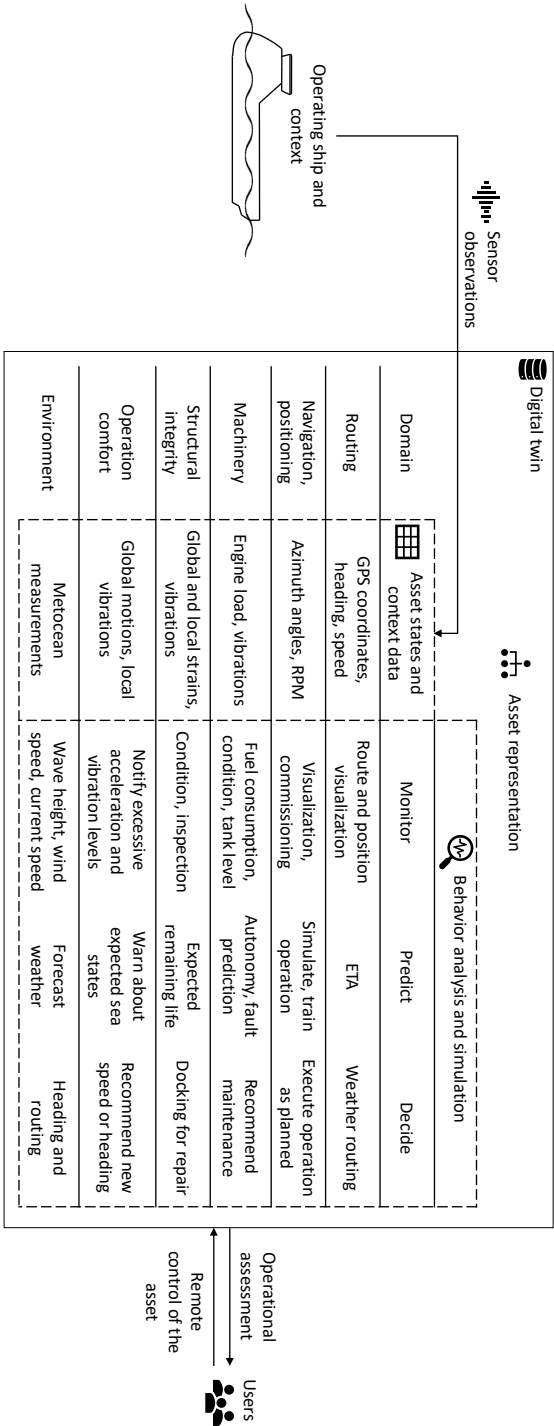 Operating ship and
context
Sensor
observations
Digital twin
Asset representation
Behavior analysis and simulation
Domain
Asset states and
context data
Monitor
Predict
Decide
Routing
GPS coordinates,
heading, speed
Route and position
visualization
ETA
Weather routing
Navigation,
positioning
Azimuth angles, RPM
Visualization,
commissioning
Simulate, train
operation
Execute operation
as planned
Machinery
Engine load, vibrations
Fuel consumption,
condition, tank level
Autonomy, fault
prediction
Recommend
maintenance
Structural
integrity
Global and local strains,
vibrations
Condition, inspection
Expected
remaining life
Docking for repair
Operation
comfort
Global motions, local
vibrations
Notify excessive
acceleration and
vibration levels
Warn about
expected sea
states
Recommend new
speed or heading
Environment
Metocean
measurements
Wave height, wind
speed, current speed
Forecast
weather
Heading and
routing
Operational
assessment
Remote
control of the
asset
Users